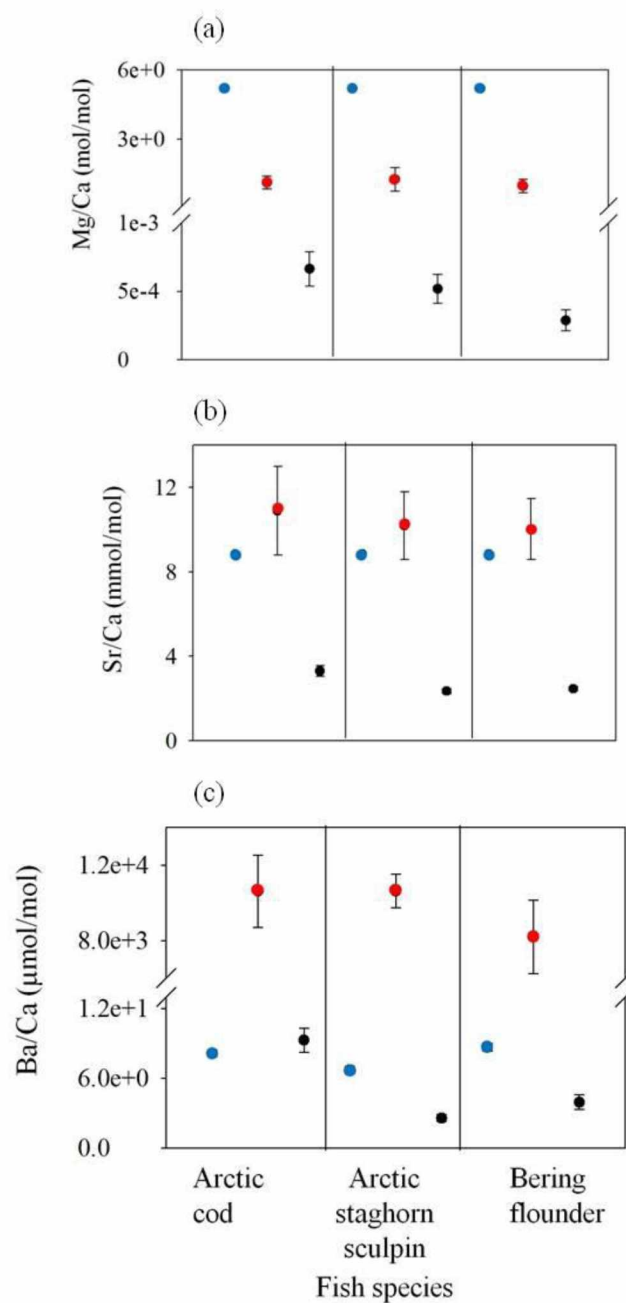 (a)
6e+0
3e+0
1e-3
5e-4
0
Mg/Ca (mol/mol)
(b)
12
8
4
0
Sr/Ca (mmol/mol)
(c)
1.2e+4
8.0e+3
1.2e+1
6.0e+0
0.0
Ba/Ca (μmol/mol)
Arctic
cod
Arctic
staghorn
sculpin
Bering
flounder
Fish species